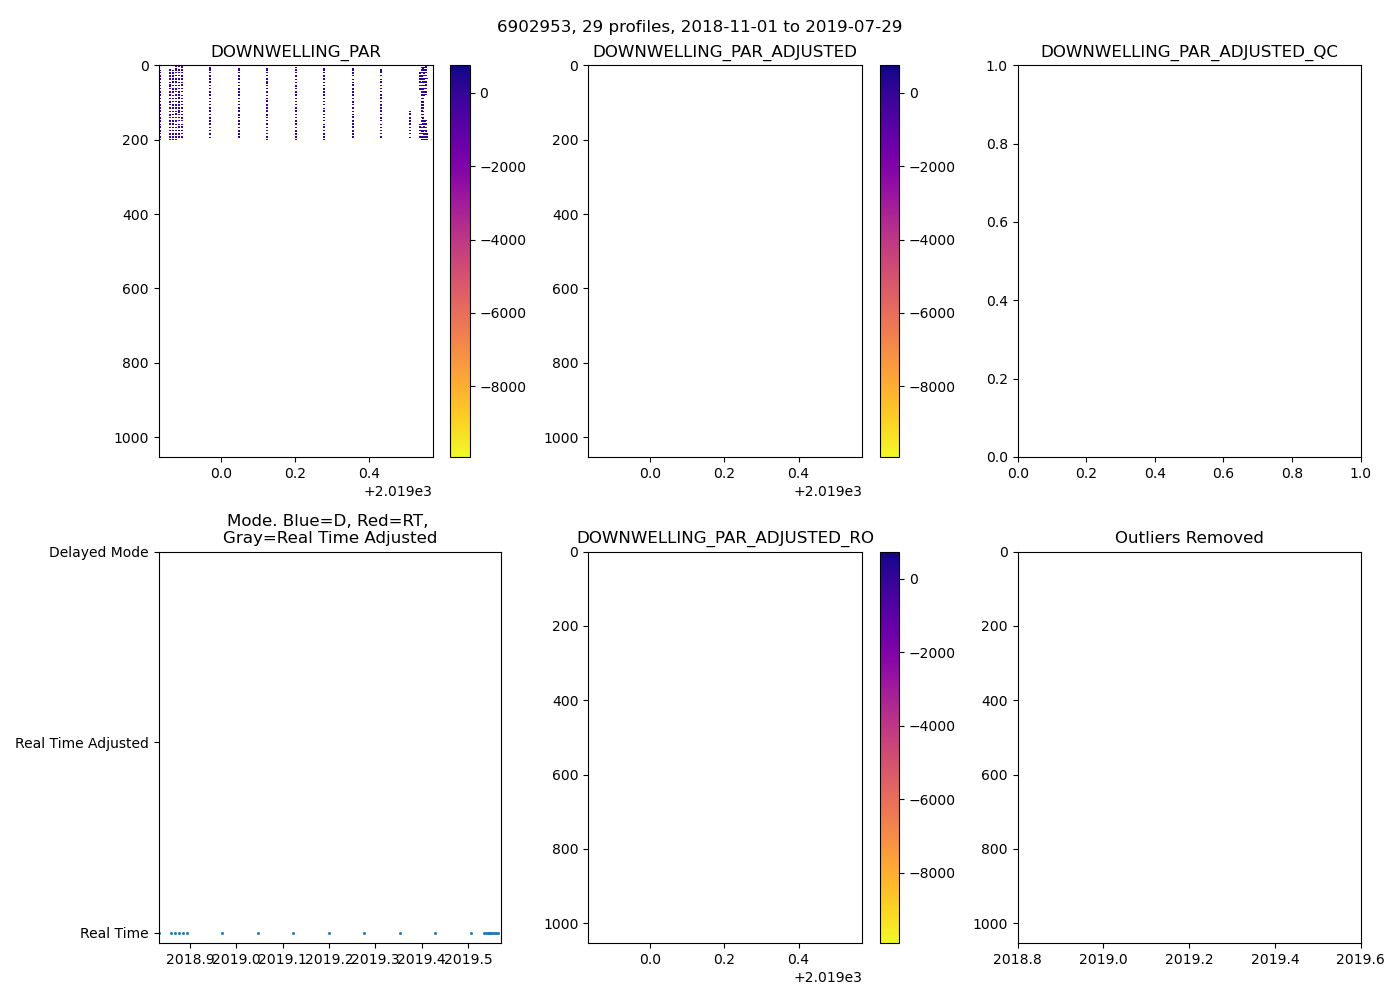 6902953, 29 profiles, 2018-11-01 to 2019-07-29
DOWNWELLING_PAR
0
200
400
600
800
1000
0.0 0.2 0.4
+2.019e3
0
−2000
−4000
−6000
−8000
DOWNWELLING_PAR_ADJUSTED
0
200
400
600
800
1000
0.0 0.2 0.4
+2.019e3
0
−2000
−4000
−6000
−8000
DOWNWELLING_PAR_ADJUSTED_QC
1.0
0.8
0.6
0.4
0.2
0.0
0.0 0.2 0.4 0.6 0.8 1.0
Mode. Blue=D, Red=RT,
Gray=Real Time Adjusted
Delayed Mode
Real Time Adjusted
Real Time
2018.9 2019.0 2019.1 2019.2 2019.3 2019.4 2019.5
DOWNWELLING_PAR_ADJUSTED_RO
0
200
400
600
800
1000
0.0 0.2 0.4
+2.019e3
0
−2000
−4000
−6000
−8000
Outliers Removed
0
200
400
600
800
1000
2018.8 2019.0 2019.2 2019.4 2019.6